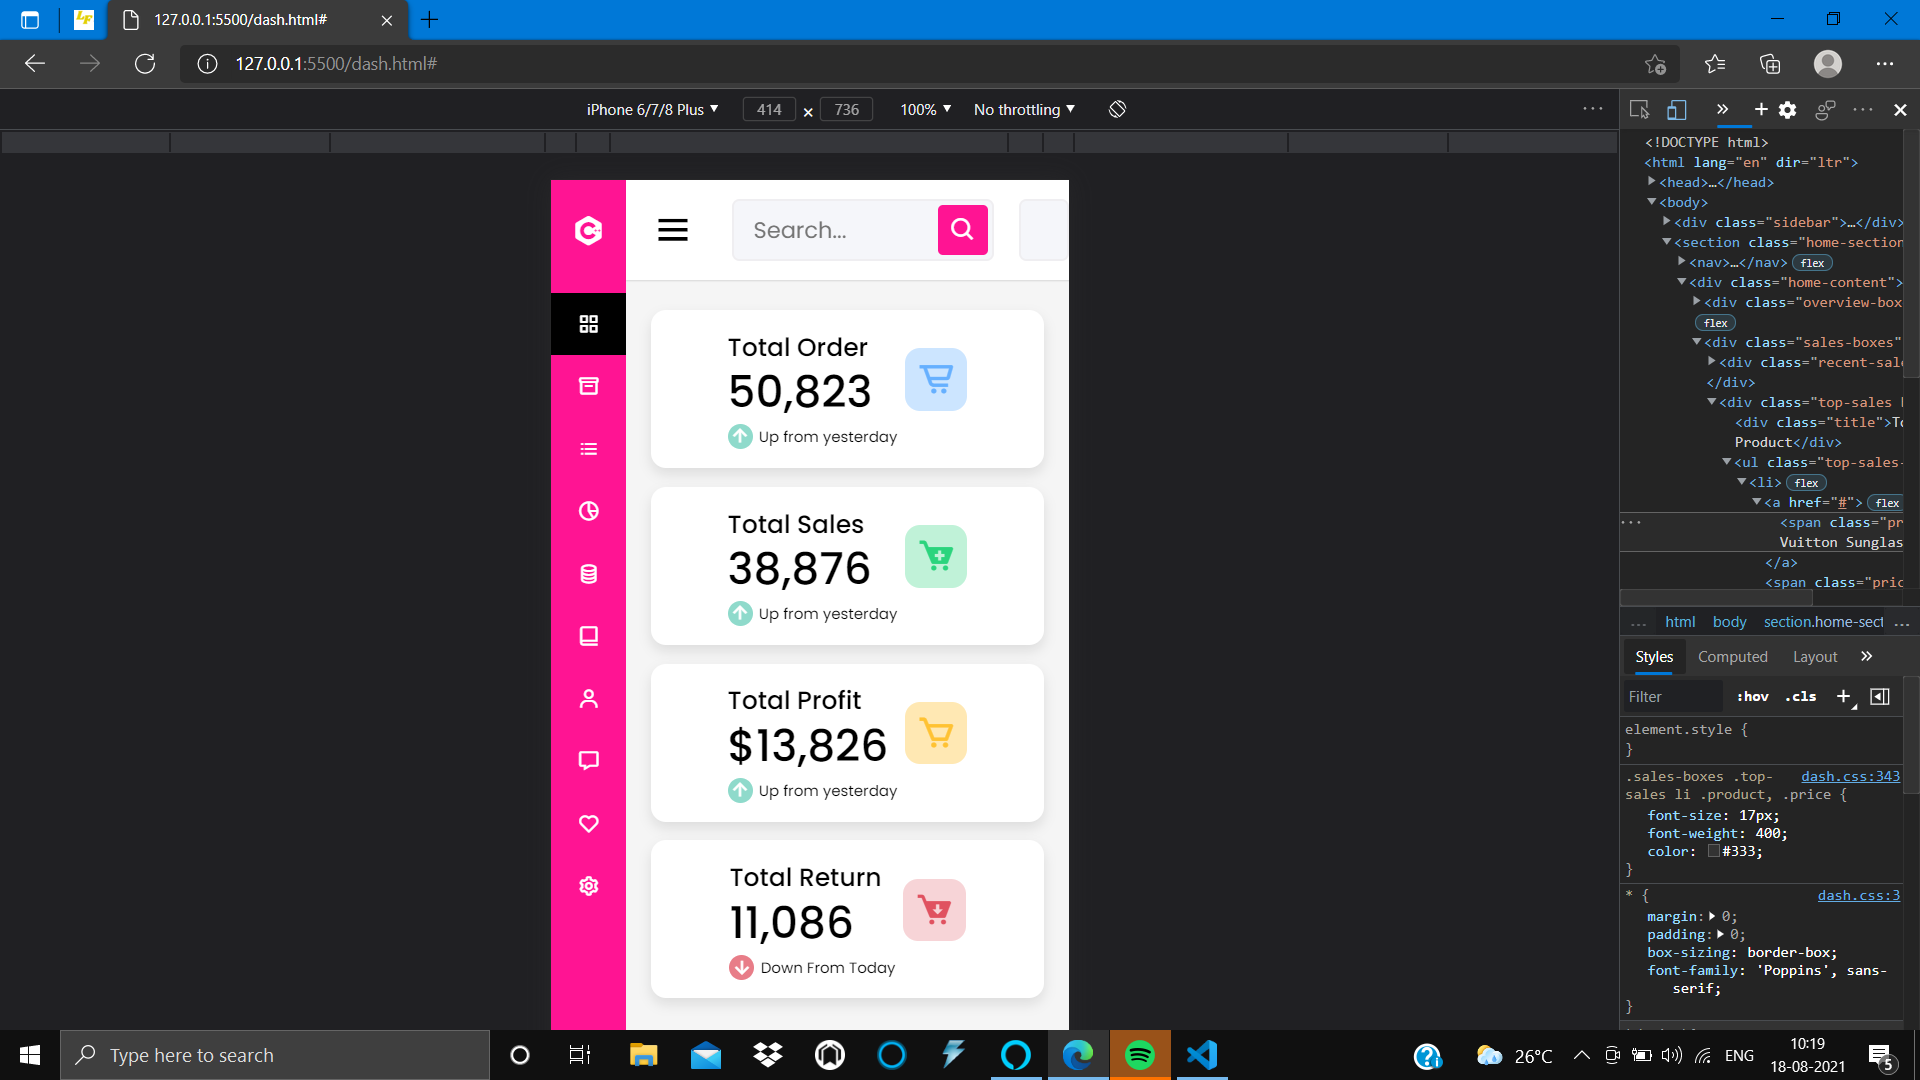 127.0.0.1:5500/dash.html#
127.0.0.1:5500/dash.html#
iPhone 6/7/8 Plus ▼ 414 × 736 100% ▼ No throttling ▼
Search...
Total Order
50,823
Up from yesterday
Total Sales
38,876
Up from yesterday
Total Profit
$13,826
Up from yesterday
Total Return
11,086
Down From Today
<!DOCTYPE html>
<html lang="en" dir="ltr">
<head>…</head>
<body>
<div class="sidebar">…</div>
<section class="home-section
<nav>…</nav> flex
<div class="home-content">
<div class="overview-box
flex
<div class="sales-boxes"
<div class="recent-sale
</div>
<div class="top-sales
<div class="title">To
Product</div>
<ul class="top-sales-
<li> flex
<a href="#"> flex
<span class="pr
Vuitton Sunglas
</a>
<span class="pric
... html body section.home-sect ...
Styles Computed Layout
Filter :hov .cls +
element.style {
}
.sales-boxes .top- dash.css:343
sales li .product, .price {
font-size: 17px;
font-weight: 400;
color: #333;
}
* { dash.css:3
margin: 0;
padding: 0;
box-sizing: border-box;
font-family: 'Poppins', sans-
serif;
}
Type here to search
26°C ENG 10:19
18-08-2021 5